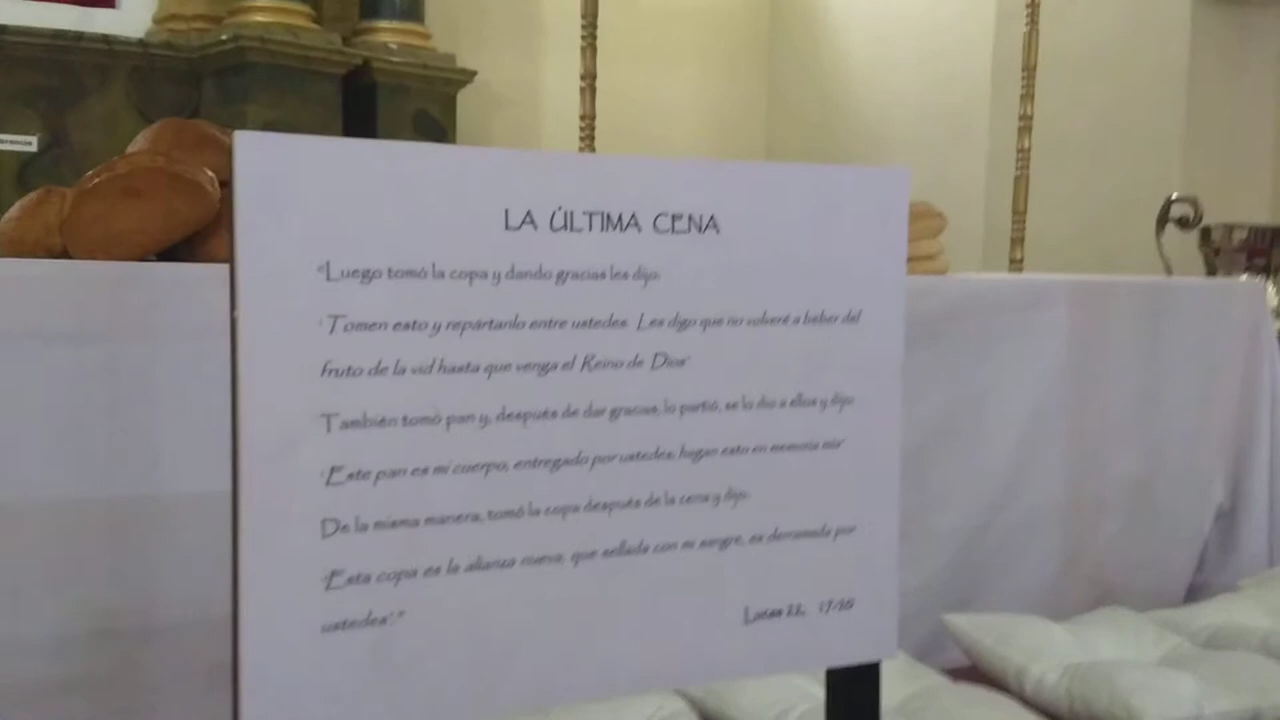 LA ÚLTIMA CENA
"Luego tomó la copa y dando gracias les dijo:
'Tomen esto y repártanlo entre ustedes. Les digo que no volveré a beber del
fruto de la vid hasta que venga el Reino de Dios'
También tomó pan y, después de dar gracias, lo partió, se lo dio a ellos y dijo:
'Este pan es mi cuerpo, entregado por ustedes; hagan esto en memoria mía'
De la misma manera, tomó la copa después de la cena y dijo:
'Esta copa es la alianza nueva, que sellada con mi sangre, es derramada por
ustedes'."
Lucas 22,